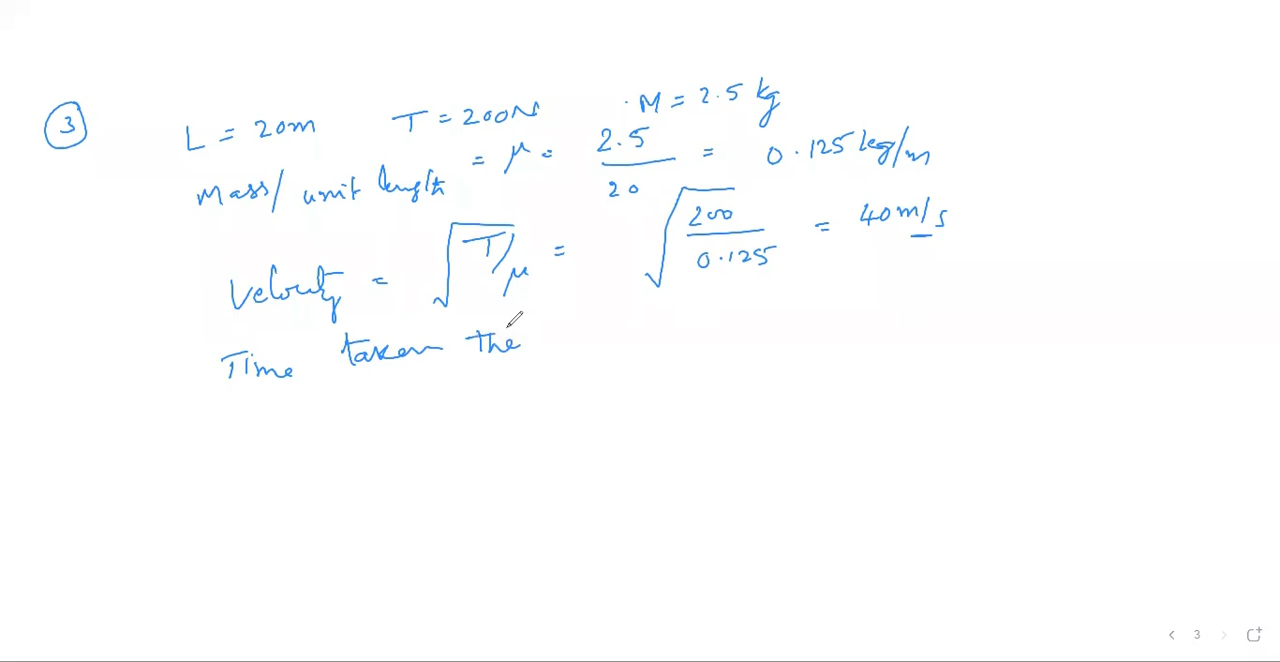 3
L = 20m T = 200N . M = 2.5 kg
Mass/ unit length = μ = 2.5/20 = 0.125 kg/m
Velocity = √T/μ = √200/0.125 = 40 m/s
Time taken the
3